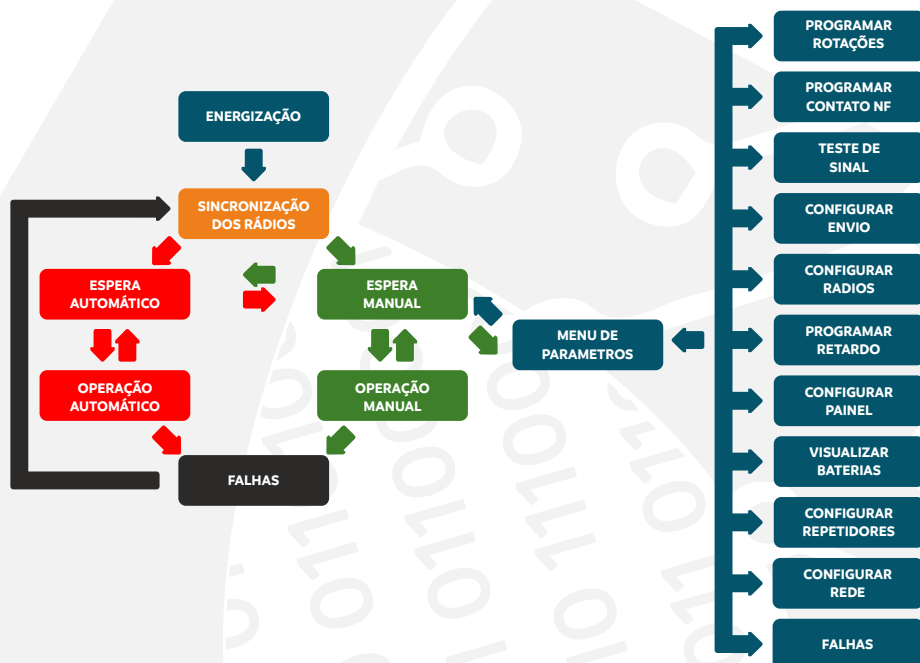 ENERGIZAÇÃO
SINCRONIZAÇÃO
DOS RÁDIOS
ESPERA
AUTOMÁTICO
ESPERA
MANUAL
OPERAÇÃO
AUTOMÁTICO
OPERAÇÃO
MANUAL
FALHAS
MENU DE
PARAMETROS
PROGRAMAR
ROTAÇÕES
PROGRAMAR
CONTATO NF
TESTE DE
SINAL
CONFIGURAR
ENVIO
CONFIGURAR
RADIOS
PROGRAMAR
RETARDO
CONFIGURAR
PAINEL
VISUALIZAR
BATERIAS
CONFIGURAR
REPETIDORES
CONFIGURAR
REDE
FALHAS